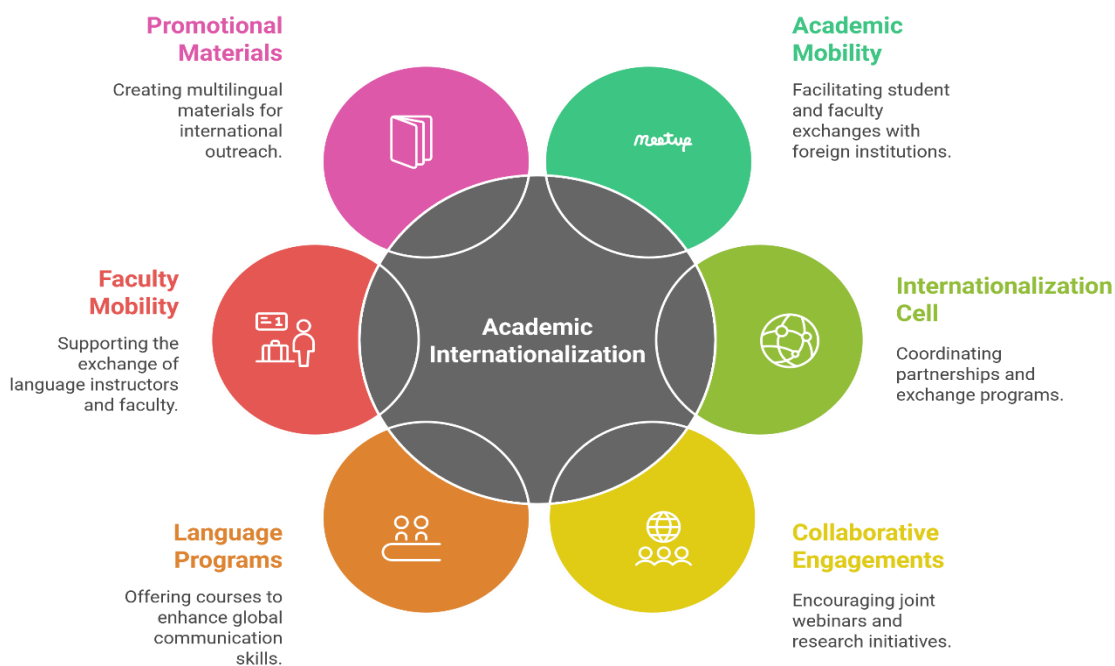 Promotional
Materials
Creating multilingual
materials for
international
outreach.
Academic
Mobility
Facilitating student
and faculty
exchanges with
foreign institutions.
meetup
Faculty
Mobility
Supporting the
exchange of
language instructors
and faculty.
1
Academic
Internationalization
Internationalization
Cell
Coordinating
partnerships and
exchange programs.
Language
Programs
Offering courses to
enhance global
communication
skills.
Collaborative
Engagements
Encouraging joint
webinars and
research initiatives.